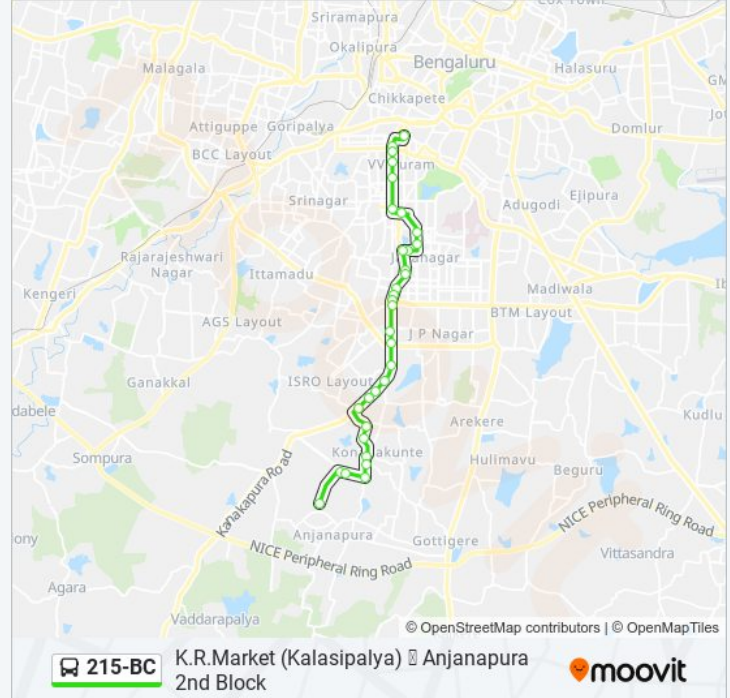 Cox Town
Sriramapura
Okalipura
Bengaluru
Malagala
Halasuru
GM
Chikkapete
Attiguppe
Goripalya
Domlur
BCC Layout
VV Puram
Srinagar
Ejipura
Adugodi
Rajarajeshwari
Nagar
Ittamadu
Kengeri
Madiwala
BTM Layout
AGS Layout
J P Nagar
Ganakkal
ISRO Layout
dabele
Arekere
Kudlu
Sompura
Hulimavu
Beguru
Kanakapura Road
NICE Peripheral Ring Road
ony
Anjanapura
Gottigere
NICE Peripheral Ring Road
Vittasandra
Agara
Vaddarapalya
© OpenStreetMap contributors | © OpenMapTiles
215-BC
K.R.Market (Kalasipalya) Anjanapura
2nd Block
moovit